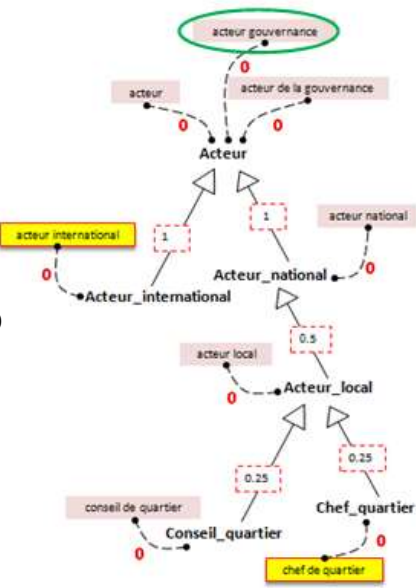 acteur gouvernance
0
acteur
acteur de la gouvernance
0
0
Acteur
1
1
acteur international
acteur national
0
0
Acteur_national
Acteur_international
0.5
acteur local
0
Acteur_local
0.25
0.25
conseil de quartier
Chef_quartier
Conseil_quartier
0
0
chef de quartier
)